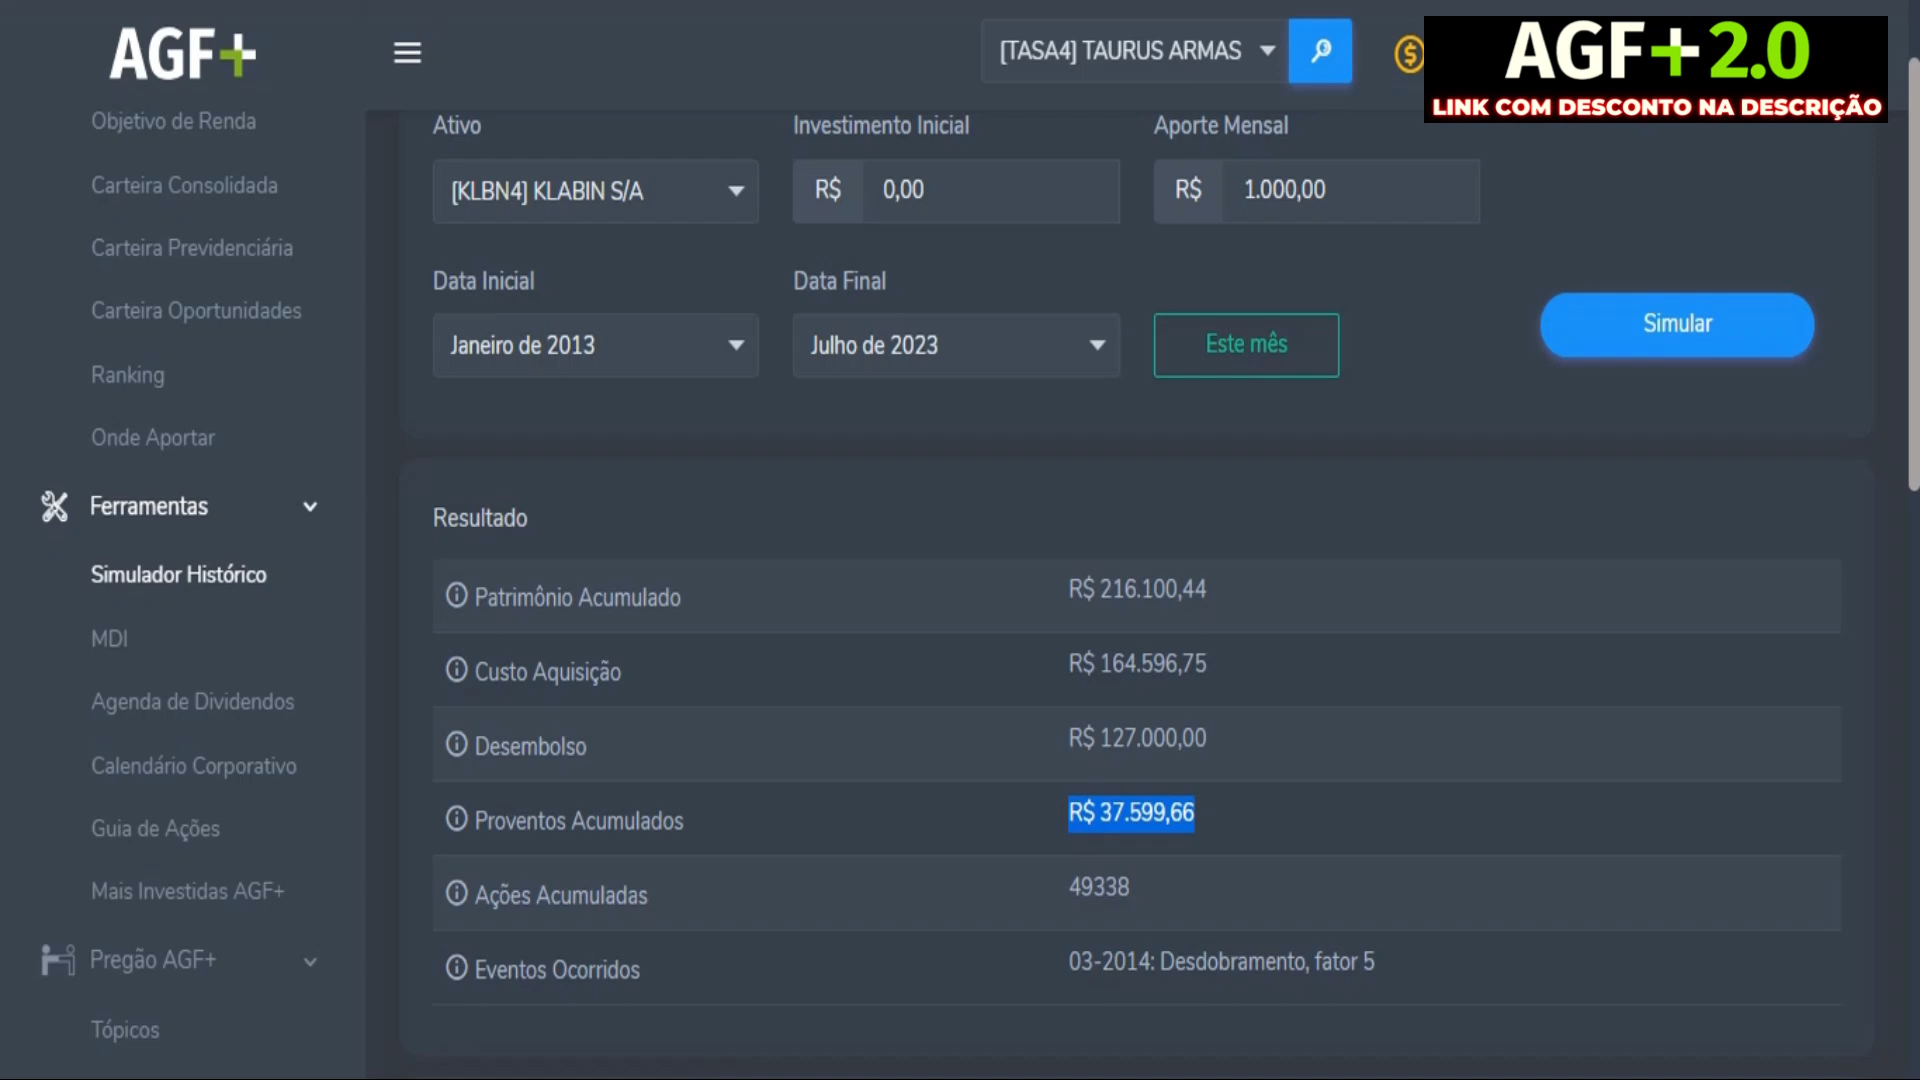 AGF+
[TASA4] TAURUS ARMAS
AGF+2.0
LINK COM DESCONTO NA DESCRIÇÃO
Objetivo de Renda
Carteira Consolidada
Carteira Previdenciária
Carteira Oportunidades
Ranking
Onde Aportar
Ferramentas
Simulador Histórico
MDI
Agenda de Dividendos
Calendário Corporativo
Guia de Ações
Mais Investidas AGF+
Pregão AGF+
Tópicos
Ativo
Investimento Inicial
Aporte Mensal
[KLBN4] KLABIN S/A
R$ 0,00
R$ 1.000,00
Data Inicial
Data Final
Janeiro de 2013
Julho de 2023
Este mês
Simular
Resultado
Patrimônio Acumulado R$ 216.100,44
Custo Aquisição R$ 164.596,75
Desembolso R$ 127.000,00
Proventos Acumulados R$ 37.599,66
Ações Acumuladas 49338
Eventos Ocorridos 03-2014: Desdobramento, fator 5